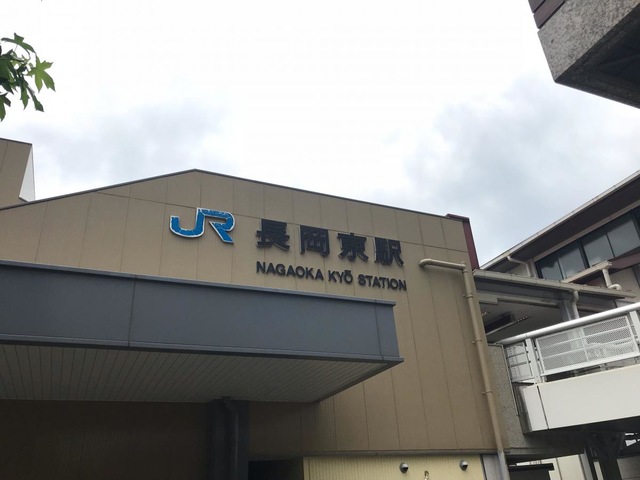 JR 長岡京駅
NAGAOKA KYŌ STATION